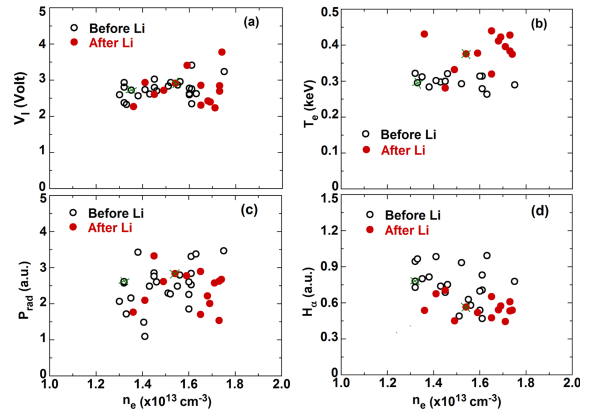 5
4
3
2
1
0
V_l (Volt)
Before Li
After Li
(a)
0.5
0.4
0.3
0.2
0.1
T_e (keV)
Before Li
After Li
(b)
5
4
3
2
1
0
P_rad (a.u.)
Before Li
After Li
(c)
1.0 1.2 1.4 1.6 1.8 2.0
n_e (x10^13 cm^-3)
1.5
1.2
0.9
0.6
0.3
0.0
H_α (a.u.)
Before Li
After Li
(d)
1.0 1.2 1.4 1.6 1.8 2.0
n_e (x10^13 cm^-3)